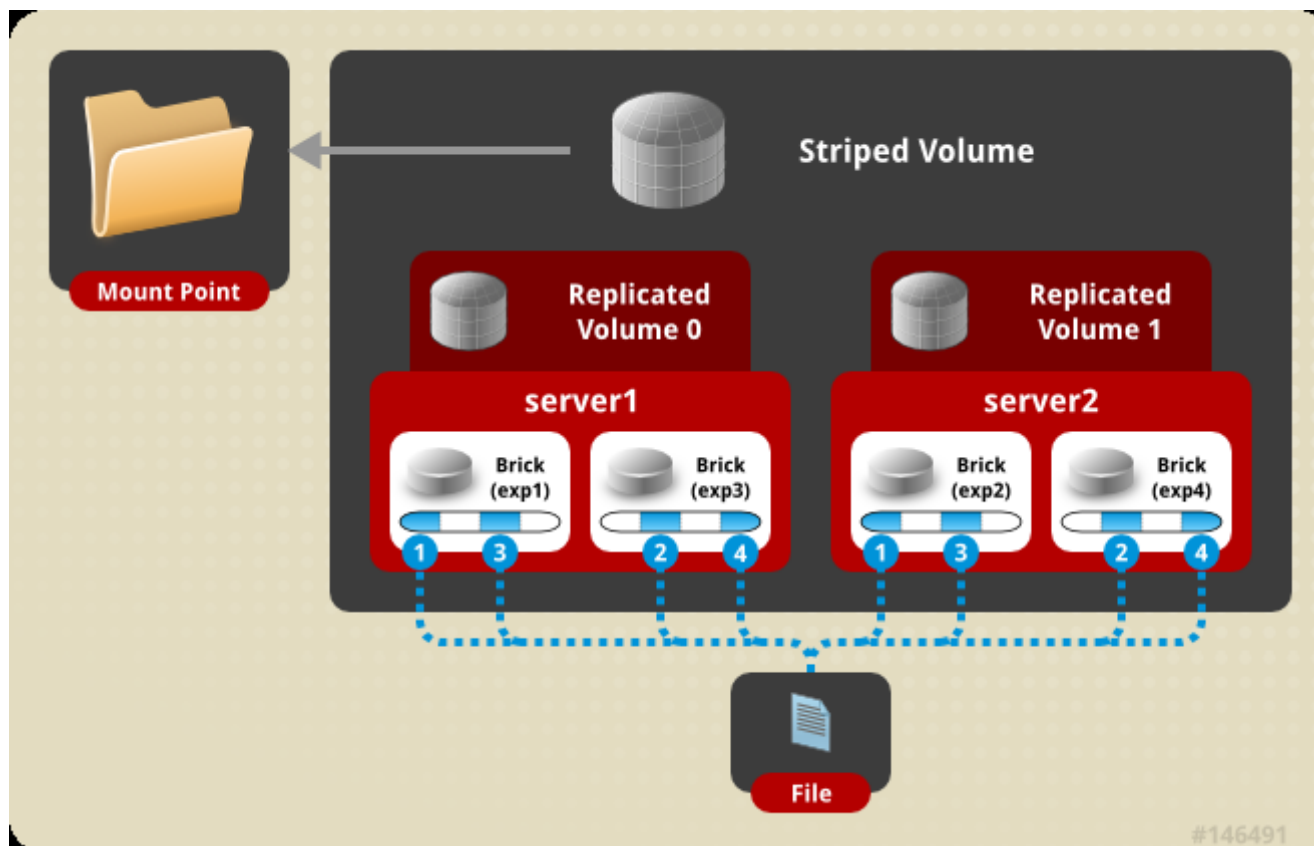 Striped Volume
Mount Point
Replicated
Volume 0
Replicated
Volume 1
server1
server2
Brick
(exp1)
Brick
(exp3)
Brick
(exp2)
Brick
(exp4)
1
3
2
4
1
3
2
4
File
#146491